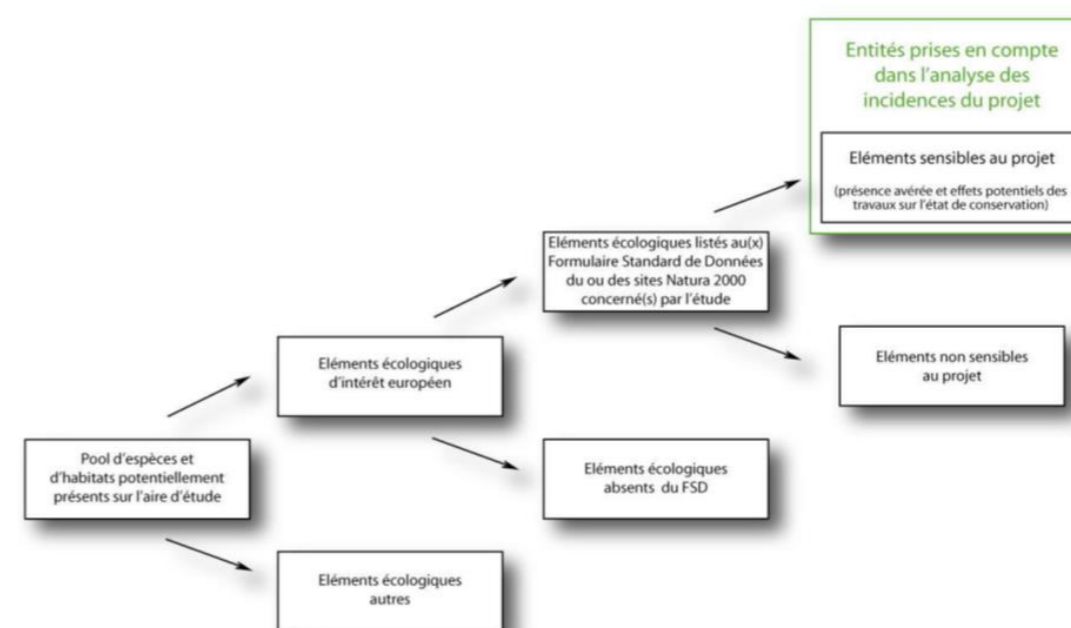 Entités prises en compte
dans l'analyse des
incidences du projet
Eléments sensibles au projet
(présence avérée et effets potentiels des
travaux sur l'état de conservation)
Eléments écologiques listés au(x)
Formulaire Standard de Données
du ou des sites Natura 2000
concerné(s) par l'étude
Eléments non sensibles
au projet
Eléments écologiques
d'intérêt européen
Eléments écologiques
absents du FSD
Pool d'espèces et
d'habitats potentiellement
présents sur l'aire d'étude
Eléments écologiques
autres